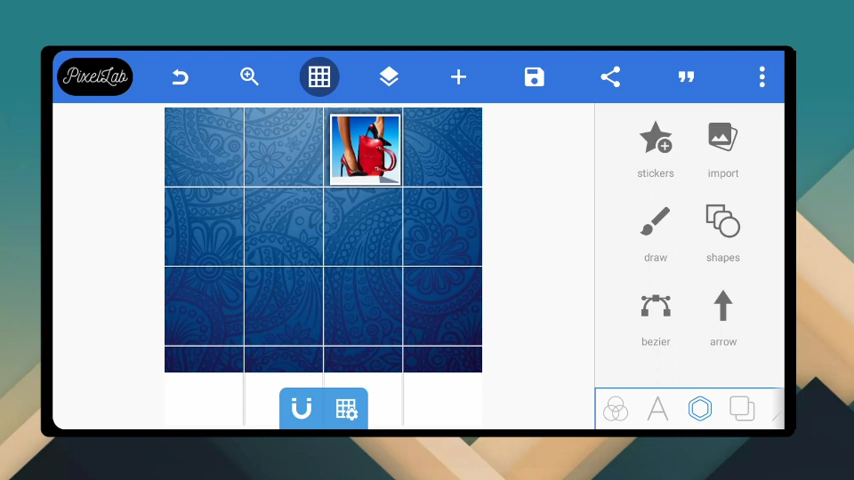 PixelLab
stickers
import
draw
shapes
bezier
arrow